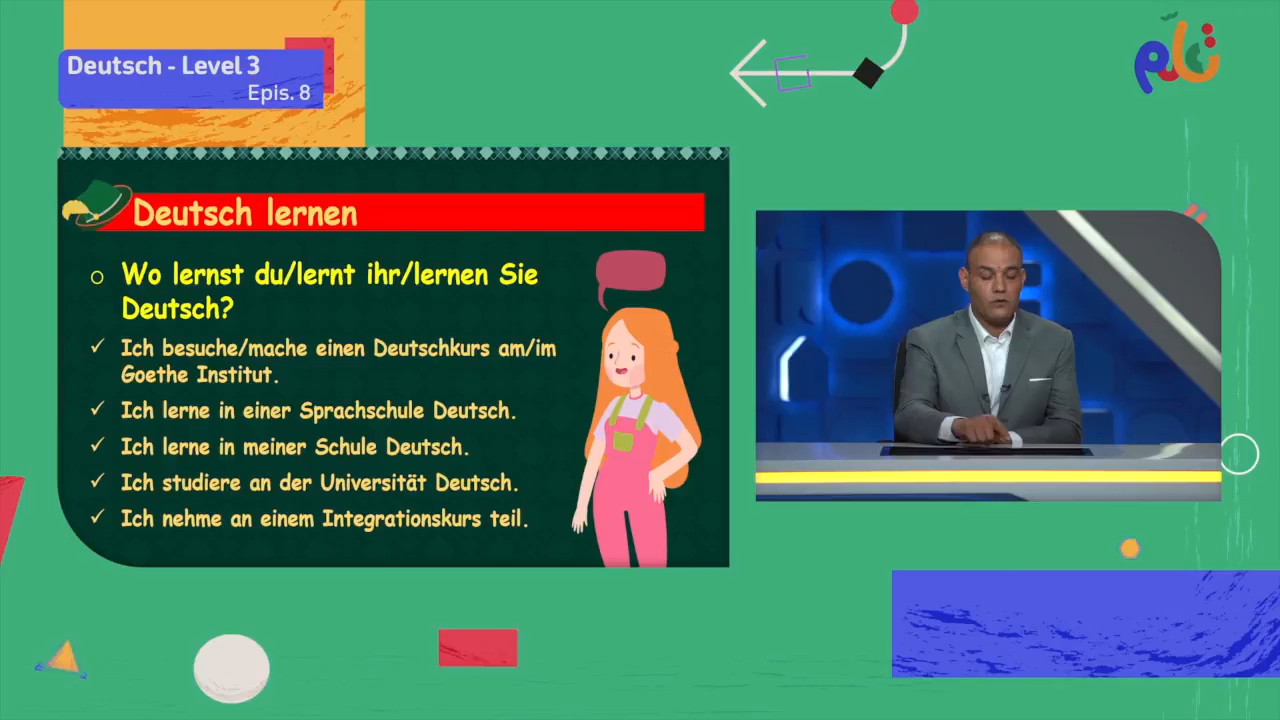 Deutsch - Level 3
Epis. 8
Deutsch lernen
Wo lernst du/lernt ihr/lernen Sie
Deutsch?
Ich besuche/mache einen Deutschkurs am/im
Goethe Institut.
Ich lerne in einer Sprachschule Deutsch.
Ich lerne in meiner Schule Deutsch.
Ich studiere an der Universität Deutsch.
Ich nehme an einem Integrationskurs teil.